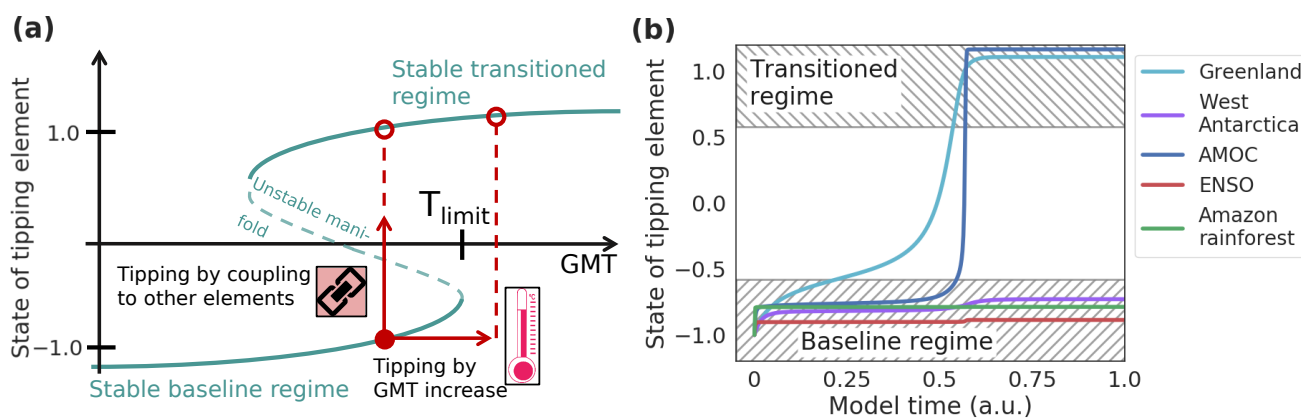 (a)
State of tipping element
1.0
−1.0
Stable transitioned
regime
Unstable mani-
fold
T_limit
GMT
Tipping by coupling
to other elements
Tipping by
GMT increase
Stable baseline regime
(b)
State of tipping element
1.0
0.5
0.0
−0.5
−1.0
Transitioned
regime
Baseline regime
0
0.25
0.5
0.75
1.0
Model time (a.u.)
Greenland
West
Antarctica
AMOC
ENSO
Amazon
rainforest